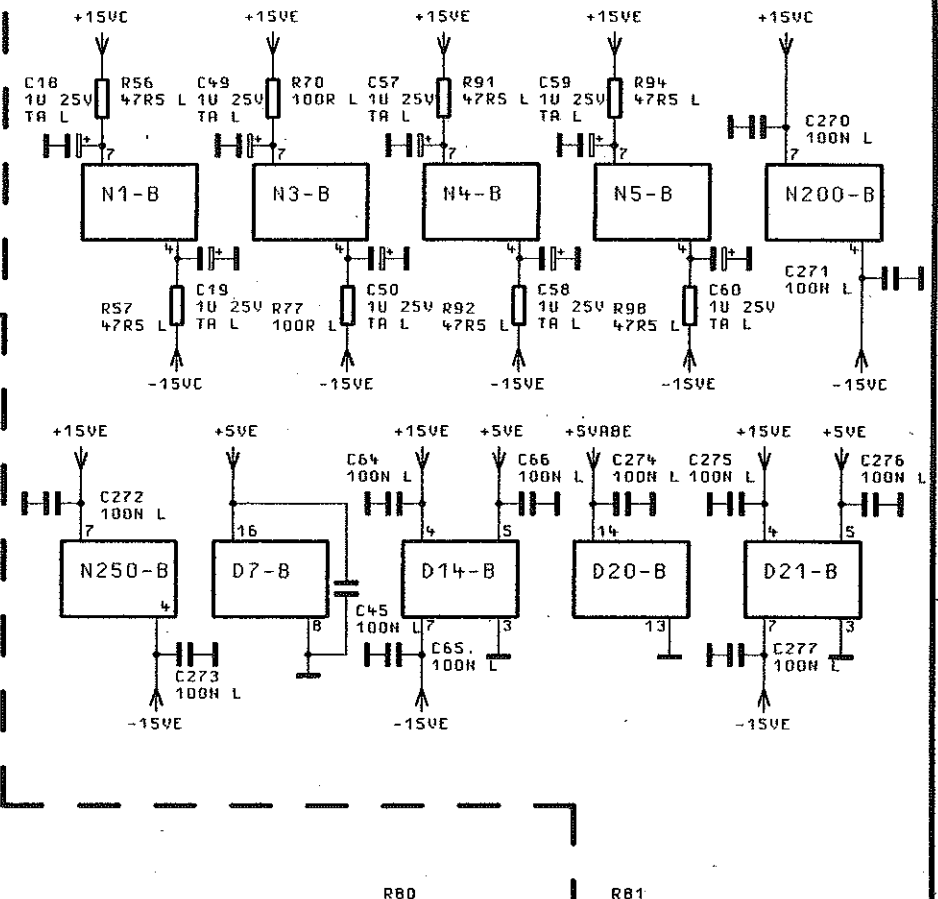 +15VC +15VE +15VE +15VE +15VC
C18 R56 C49 R70 C57 R91 C59 R94
1U 25V 47R5 L 1U 25V 100R L 1U 25V 47R5 L 1U 25V 47R5 L
TA L TA L TA L TA L
C270
100N L
+ 7 + 7 + 7 + 7 7
N1-B N3-B N4-B N5-B N200-B
4 4 4 4 4
+ + + +
C271
100N L
R57 C19 R77 C50 R92 C58 R98 C60
47R5 L 1U 25V 100R L 1U 25V 47R5 L 1U 25V 47R5 L 1U 25V
TA L TA L TA L TA L
-15VC -15VE -15VE -15VE -15VC
+15VE +5VE +15VE +5VE +5VABE +15VE +5VE
C64 C66 C274 C275 C276
100N L 100N L 100N L 100N L 100N L
C272
100N L
7 16 4 5 14 4 5
N250-B D7-B D14-B D20-B D21-B
4
C45
100N L
8 7 3 13 7 3
C65.
100N L
C277
100N L
C273
100N L
-15VE -15VE -15VE
R80 R81